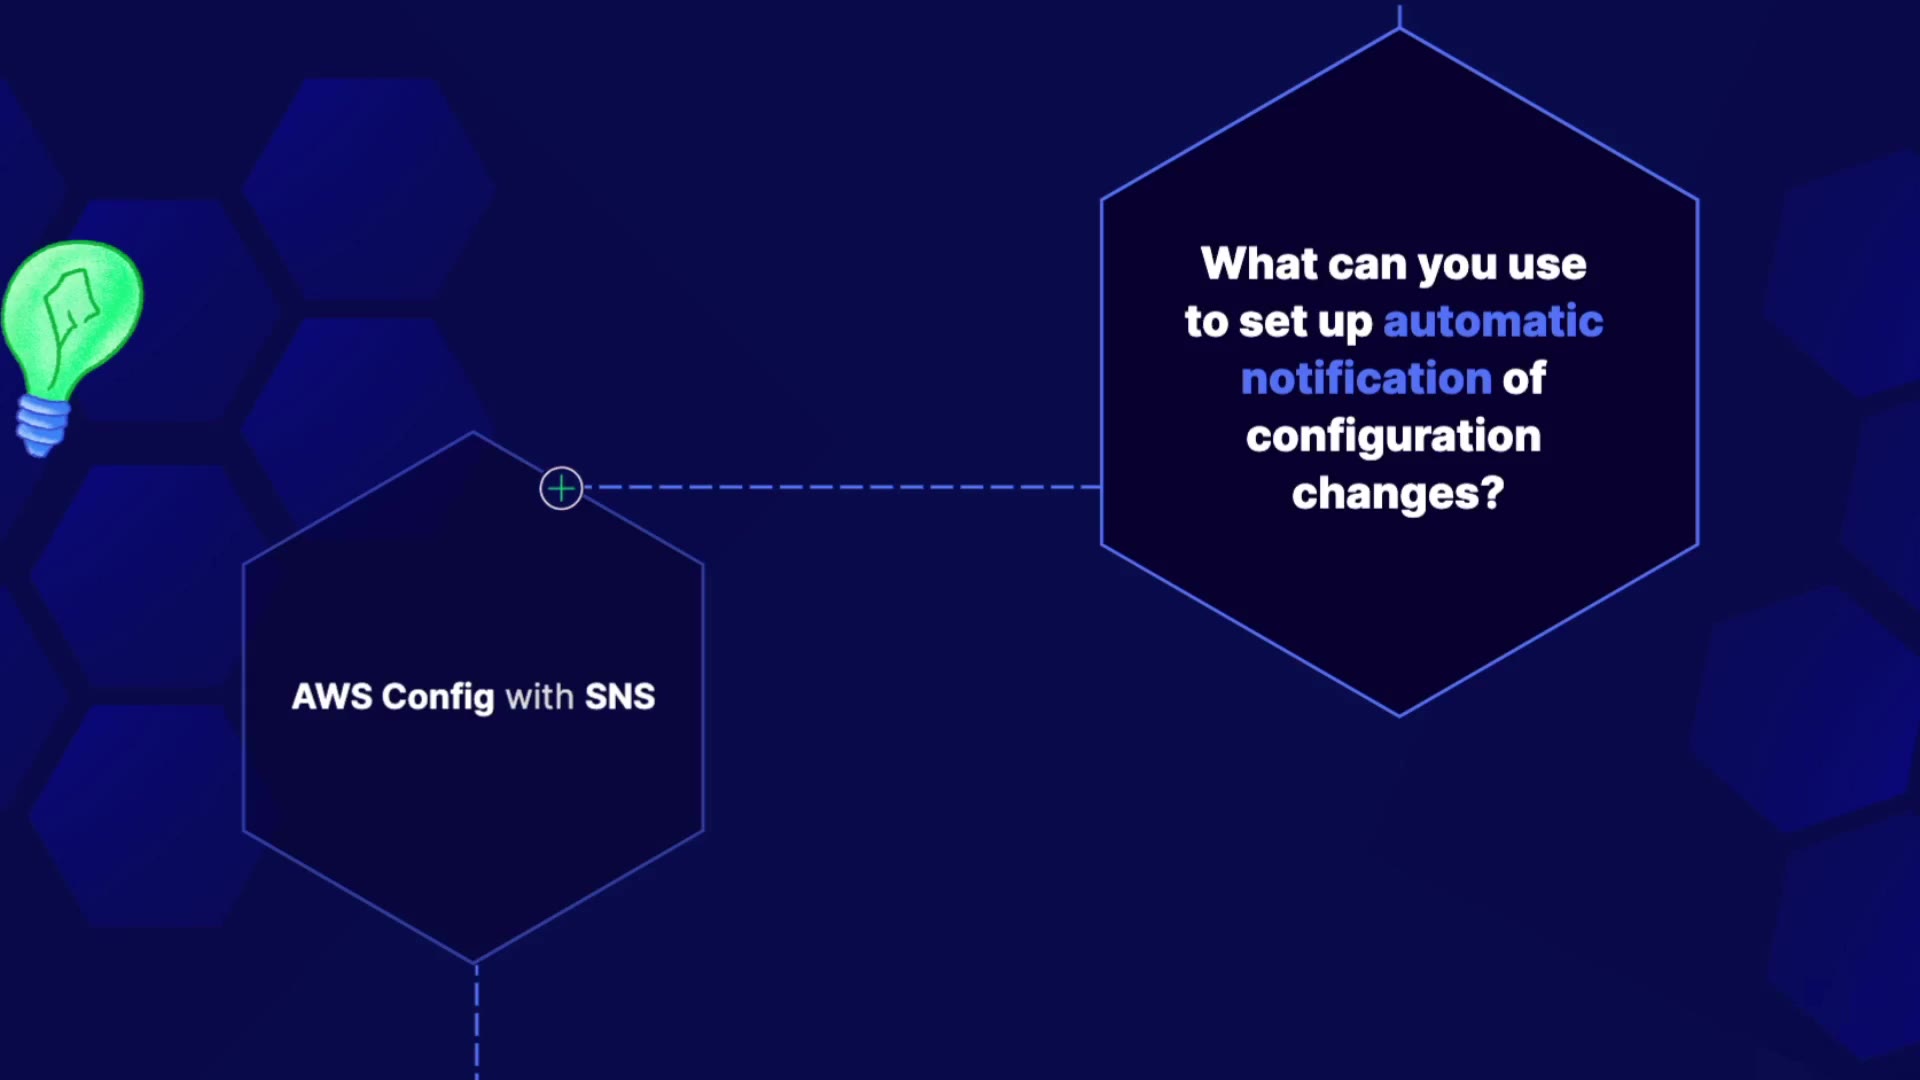 What can you use
to set up automatic
notification of
configuration
changes?
AWS Config with SNS